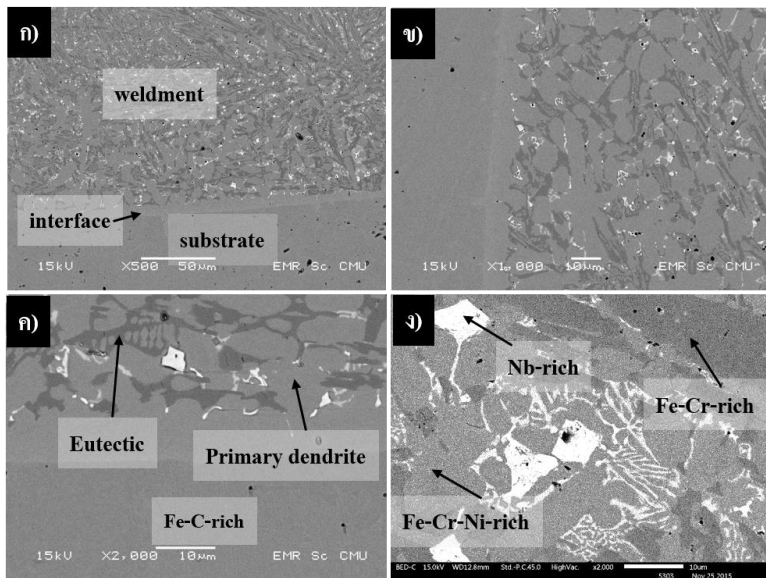 ก)
weldment
interface
substrate
15kV X500 50μm EMR Sc CMU
ข)
15kV X1,000 10μm EMR Sc CMU
ค)
Eutectic
Primary dendrite
Fe-C-rich
15kV X2,000 10μm EMR Sc CMU
ง)
Nb-rich
Fe-Cr-rich
Fe-Cr-Ni-rich
BED-C 15.0kV WD12.8mm Std.-P.C.45.0 HighVac. x2.000 10um
5303 Nov 25 2015